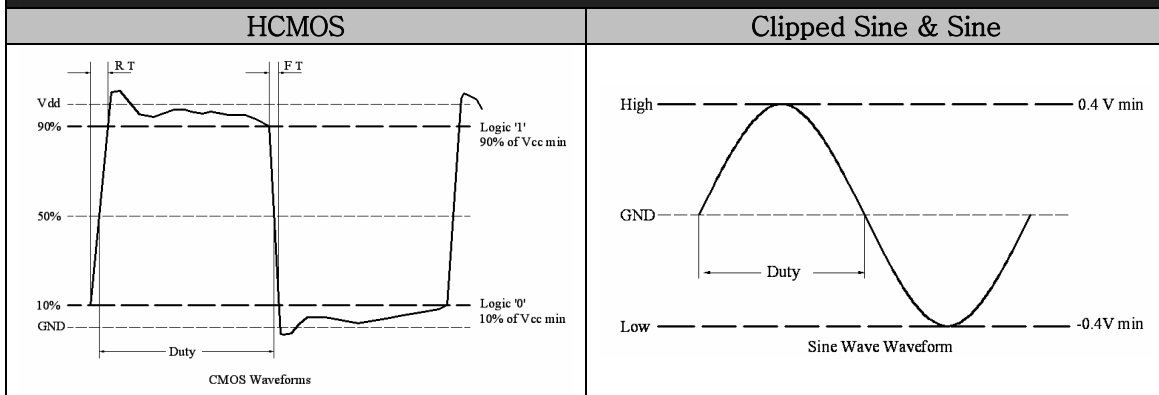 HCMOS
R T
F T
Vdd
90%
Logic '1'
90% of Vcc min
50%
10%
Logic '0'
10% of Vcc min
GND
Duty
CMOS Waveforms
Clipped Sine & Sine
High
0.4 V min
GND
Duty
Low
-0.4V min
Sine Wave Waveform